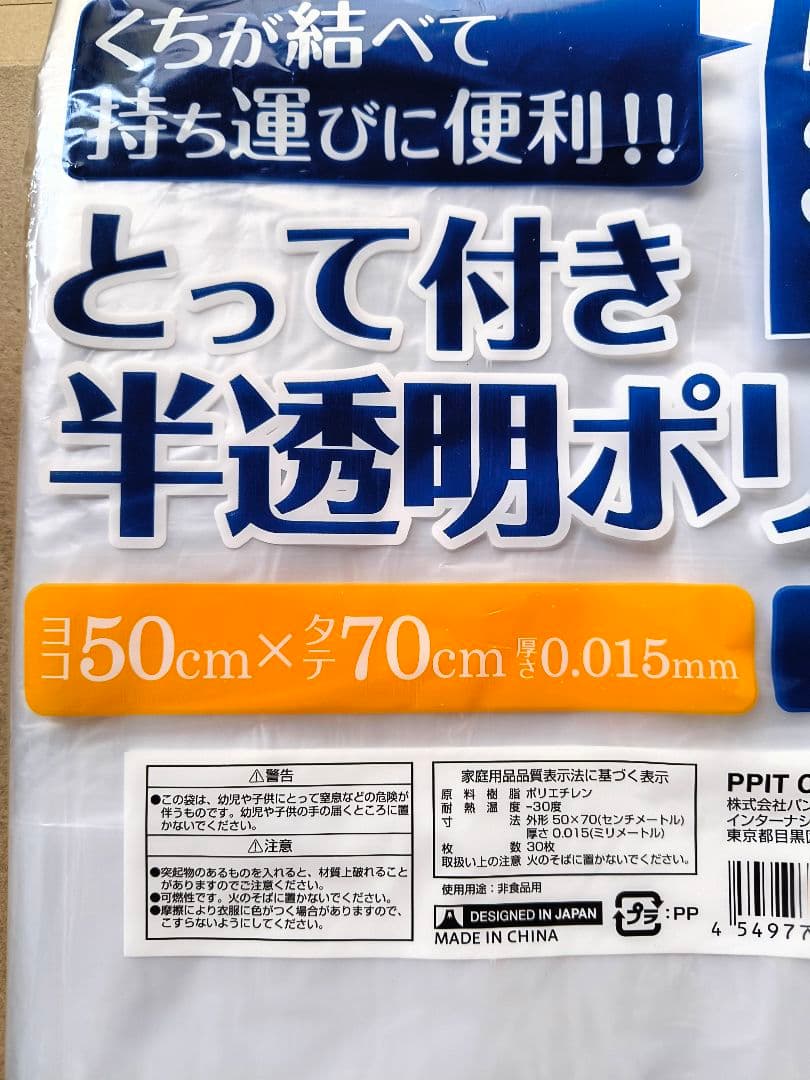 くちが結べて
持ち運びに便利!!
とって付き
半透明ポリ
ヨコ50cm×タテ70cm 厚さ0.015mm
⚠警告
●この袋は、幼児や子供にとって窒息などの危険が
伴うものです。幼児や子供の手の届くところに置
かないでください。
⚠注意
●突起物のあるものを入れると、材質上破れること
がありますのでご注意ください。
●可燃性です。火のそばに置かないでください。
●摩擦により衣服に色がつく場合がありますので、
こすらないようにしてください。
家庭用品品質表示法に基づく表示
原料樹脂 ポリエチレン
耐熱温度 -30度
寸法 外形 50×70(センチメートル)
厚さ 0.015(ミリメートル)
枚数 30枚
取扱い上の注意 火のそばに置かないでください。
使用用途：非食品用
DESIGNED IN JAPAN
MADE IN CHINA
プラ：PP
PPIT
株式会社パン
インターナシ
東京都目黒区
4 54977